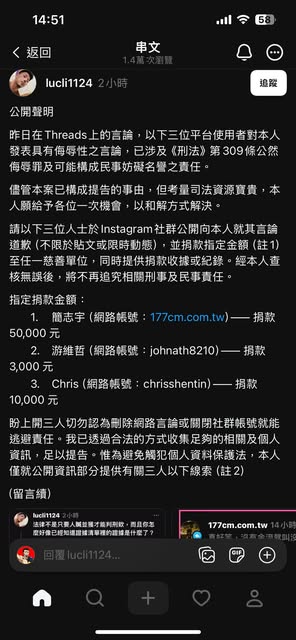 14:51
58
返回
串文
1.4萬 次瀏覽
lucli1124 2小時
追蹤
公開聲明
昨日在 Threads 上的言論，以下三位平台使用者對本人
發表具有侮辱性之言論，已涉及《刑法》第 309 條公然
侮辱罪及可能構成民事妨礙名譽之責任。
儘管本案已構成提告的事由，但考量司法資源寶貴，本
人願給予各位一次機會，以和解方式解決。
請以下三位人士於 Instagram 社群公開向本人就其言論
道歉 (不限於貼文或限時動態)，並捐款指定金額 (註1)
至任一慈善單位，同時提供捐款收據或紀錄。經本人查
核無誤後，將不再追究相關刑事及民事責任。
指定捐款金額：
1. 簡志宇 (網路帳號：177cm.com.tw) —— 捐款
50,000 元
2. 游維哲 (網路帳號：johnath8210) —— 捐款
3,000 元
3. Chris (網路帳號：chrisshentin) —— 捐款
10,000 元
盼上開三人切勿認為刪除網路言論或關閉社群帳號就能
逃避責任。我已透過合法的方式收集足夠的相關及個人
資訊，足以提告。惟為避免觸犯個人資料保護法，本人
僅就公開資訊部分提供有關三人以下線索 (註2)
(留言續)
lucli1124 2小時
法律不是只要人贓並獲才能判刑欸，而且你怎
麼好像已經知道證據清單裡的證據是什麼了？
177cm.com.tw 14小時
回覆 lucli1124...
GIF